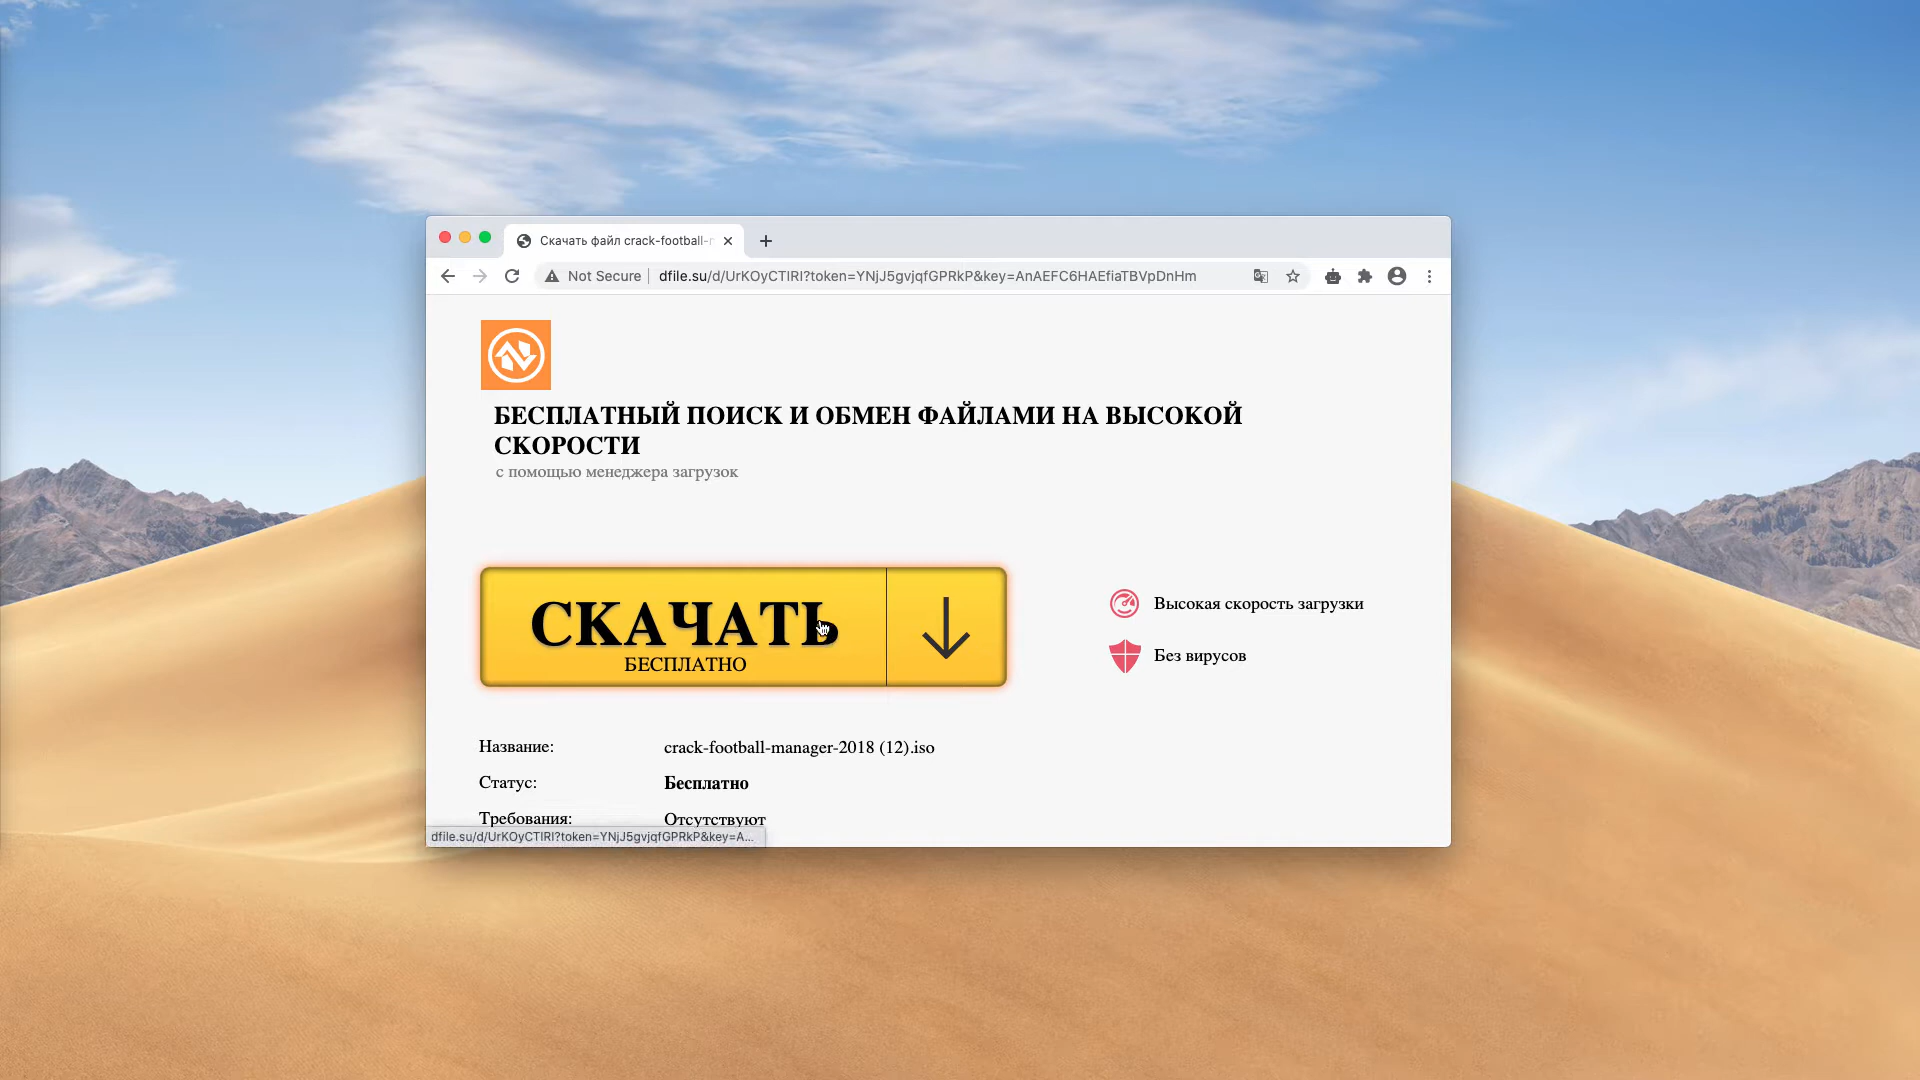 Скачать файл crack-football-
Not Secure
dfile.su/d/UrKOyCTIRI?token=YNjJ5gvjqfGPRkP&key=AnAEFC6HAEfiaTBVpDnHm
БЕСПЛАТНЫЙ ПОИСК И ОБМЕН ФАЙЛАМИ НА ВЫСОКОЙ
СКОРОСТИ
с помощью менеджера загрузок
СКАЧАТЬ
БЕСПЛАТНО
Высокая скорость загрузки
Без вирусов
Название: crack-football-manager-2018 (12).iso
Статус: Бесплатно
Требования: Отсутствуют
dfile.su/d/UrKOyCTIRI?token=YNjJ5gvjqfGPRkP&key=A...